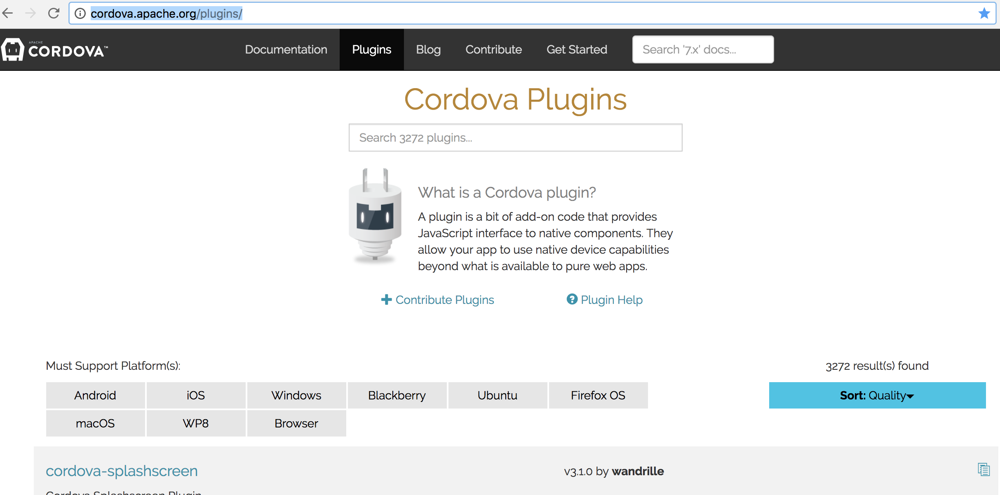 cordova.apache.org/plugins/
APACHE
CORDOVA™
Documentation
Plugins
Blog
Contribute
Get Started
Search '7.x' docs...
Cordova Plugins
Search 3272 plugins...
What is a Cordova plugin?
A plugin is a bit of add-on code that provides
JavaScript interface to native components. They
allow your app to use native device capabilities
beyond what is available to pure web apps.
Contribute Plugins
Plugin Help
Must Support Platform(s):
3272 result(s) found
Android
iOS
Windows
Blackberry
Ubuntu
Firefox OS
Sort: Quality
macOS
WP8
Browser
cordova-splashscreen
v3.1.0 by wandrille
Cordova Splashscreen Plugin